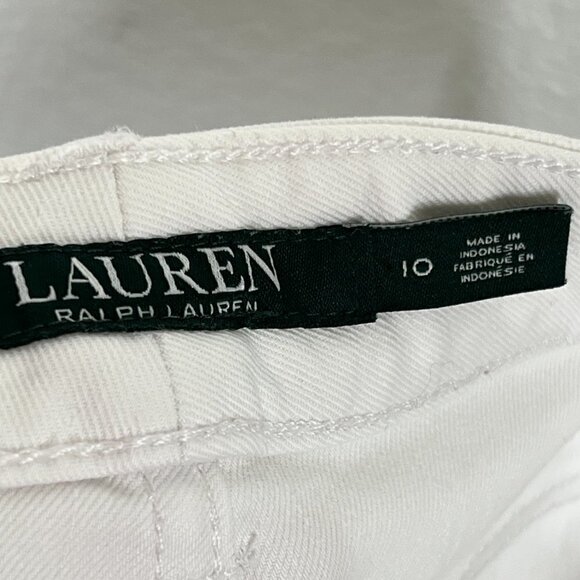 LAUREN
RALPH LAUREN
10
MADE IN
INDONESIA
FABRIQUÉ EN
INDONÉSIE